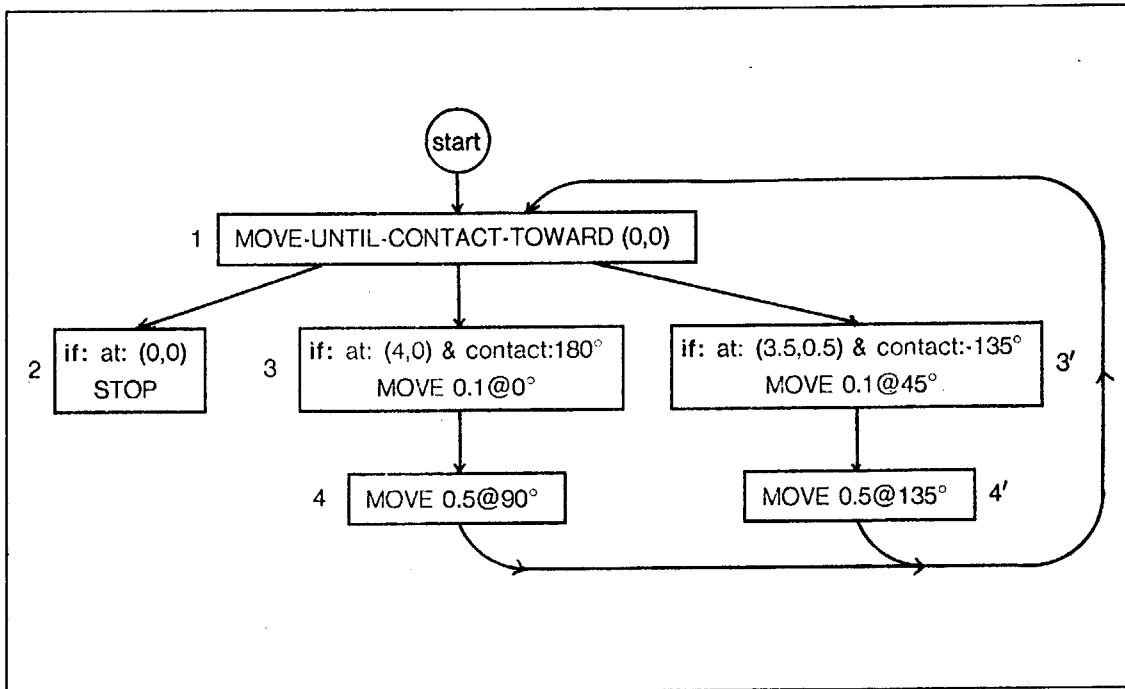 start
1
MOVE-UNTIL-CONTACT-TOWARD (0,0)
2
if: at: (0,0)
STOP
3
if: at: (4,0) & contact:180°
MOVE 0.1@0°
if: at: (3.5,0.5) & contact:-135°
MOVE 0.1@45°
3′
4
MOVE 0.5@90°
MOVE 0.5@135°
4′